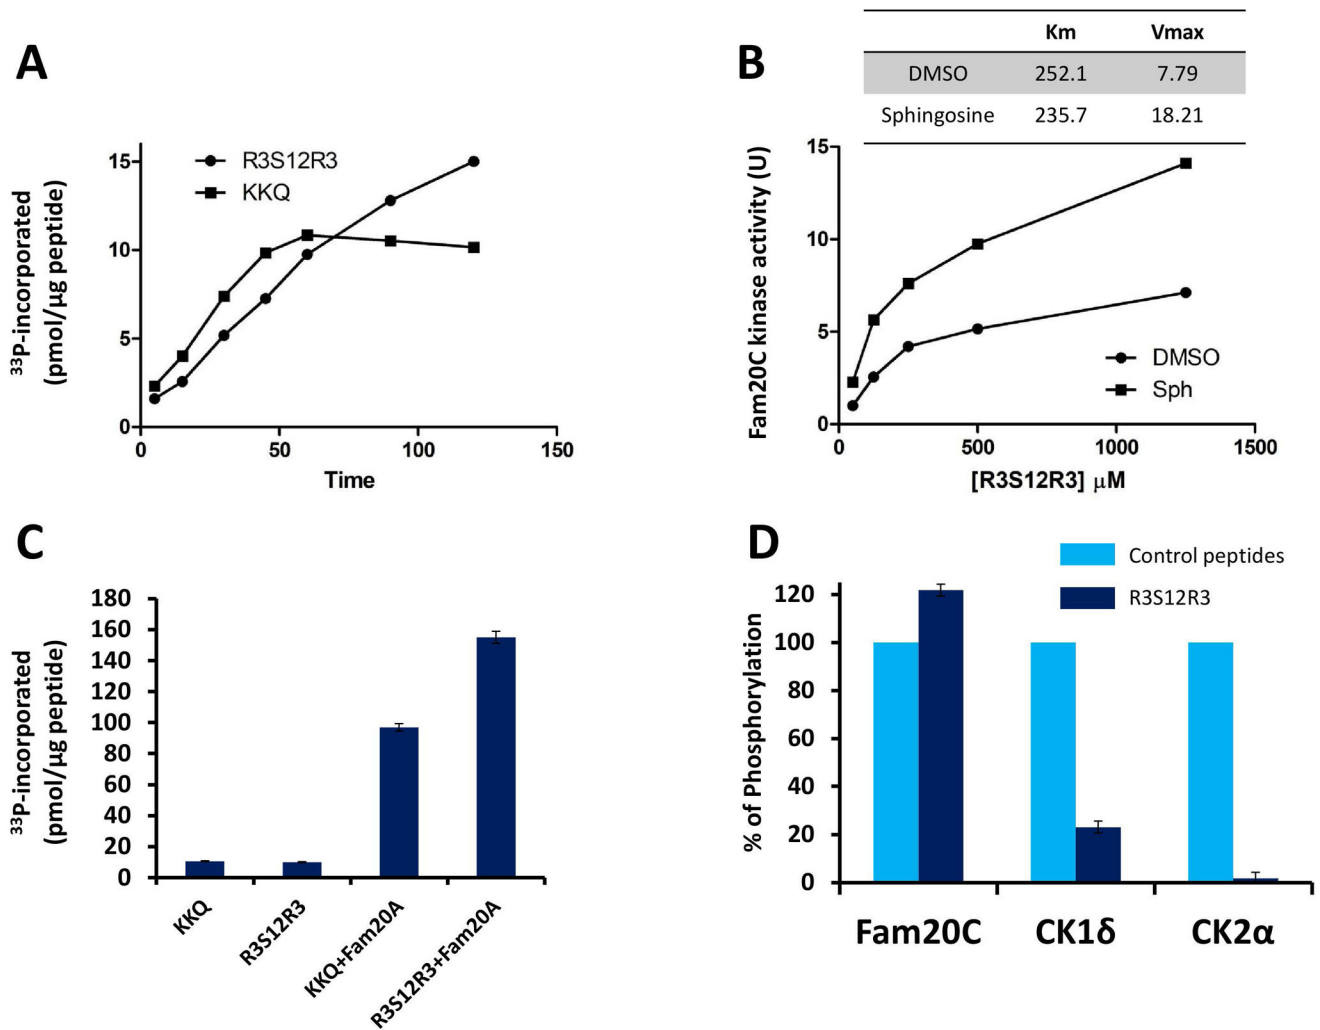 A
15
10
5
0
0
50
100
150
R3S12R3
KKQ
³³P-incorporated
(pmol/µg peptide)
Time
B
Km
Vmax
DMSO
252.1
7.79
Sphingosine
235.7
18.21
15
10
5
0
0
500
1000
1500
Fam20C kinase activity (U)
DMSO
Sph
[R3S12R3] µM
C
180
160
140
120
100
80
60
40
20
0
³³P-incorporated
(pmol/µg peptide)
KKQ
R3S12R3
KKQ+Fam20A
R3S12R3+Fam20A
D
Control peptides
R3S12R3
120
100
80
60
40
20
0
% of Phosphorylation
Fam20C
CK1δ
CK2α